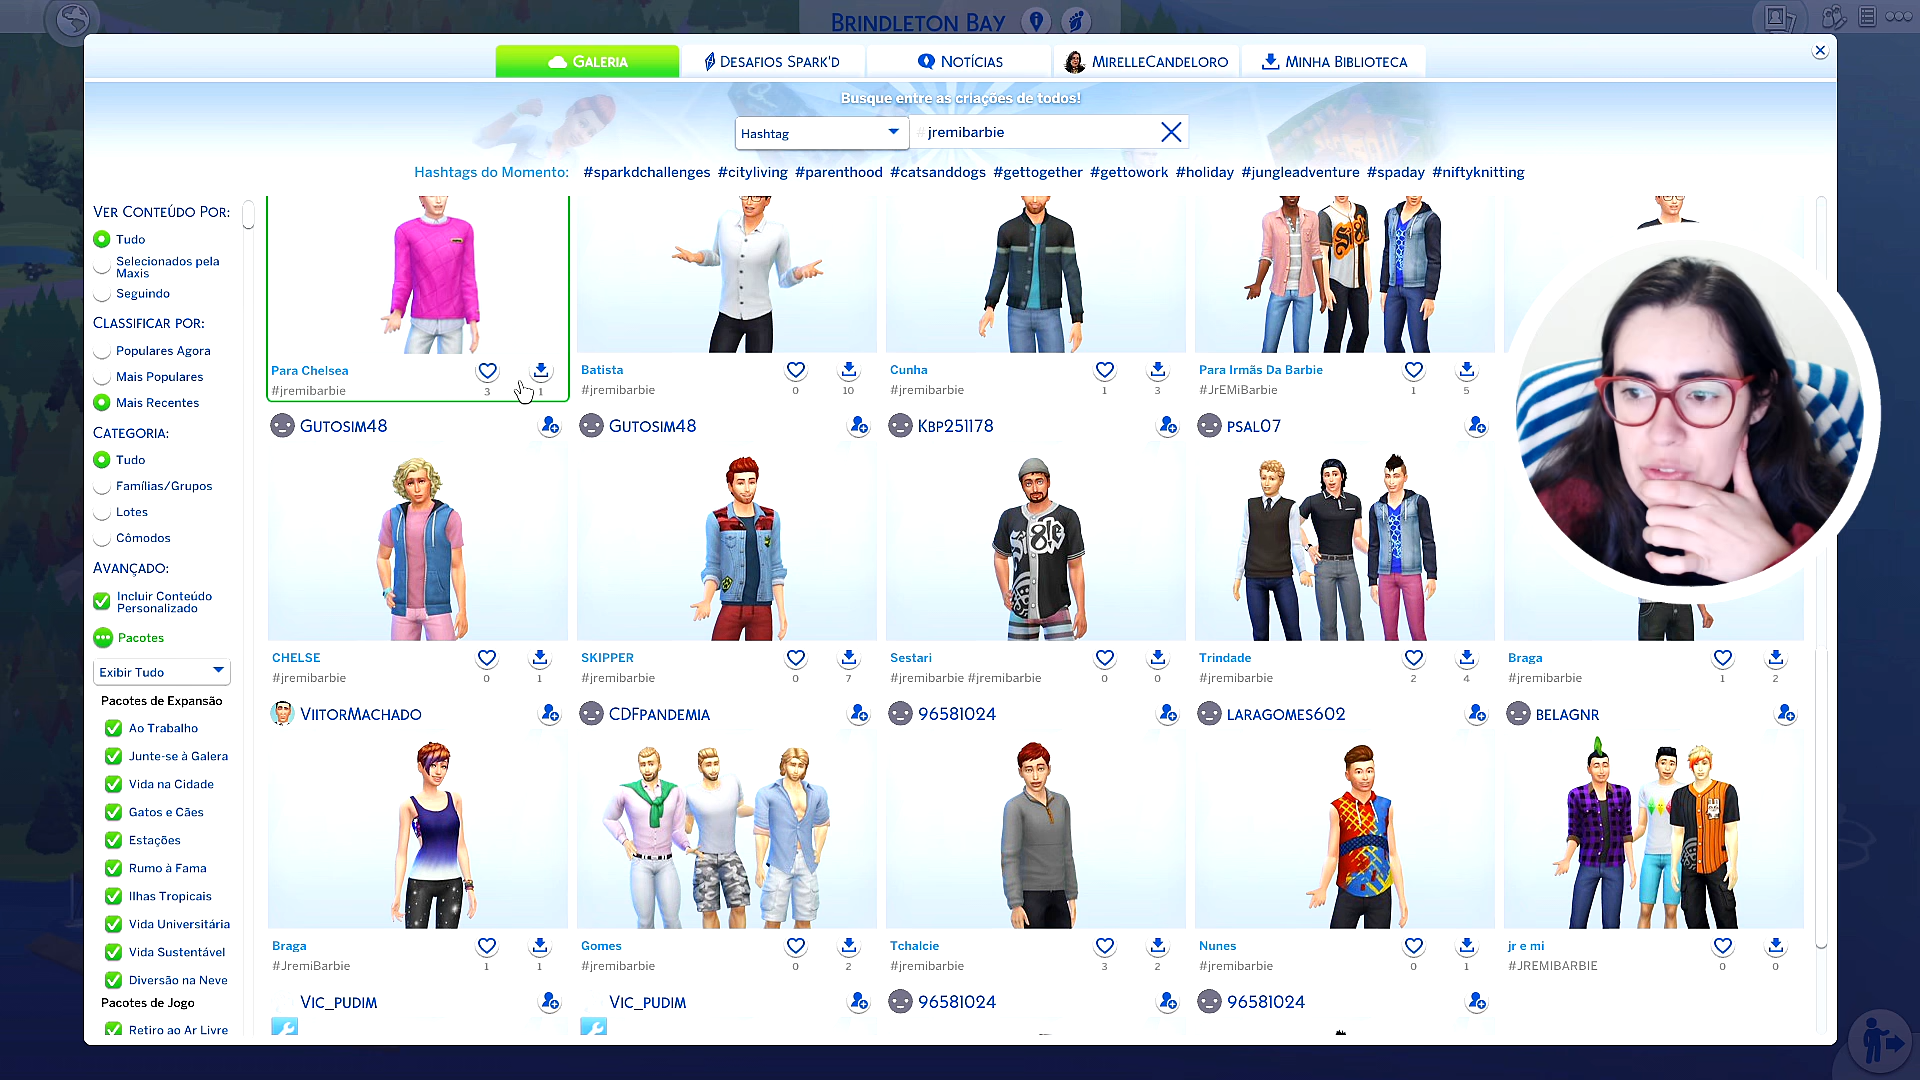 BRINDLETON BAY
GALERIA
DESAFIOS SPARK'D
NOTÍCIAS
MIRELLECANDELORO
MINHA BIBLIOTECA
Busque entre as criações de todos!
Hashtag
# jremibarbie
Hashtags do Momento: #sparkdchallenges #cityliving #parenthood #catsanddogs #gettogether #gettowork #holiday #jungleadventure #spaday #niftyknitting
VER CONTEÚDO POR:
Tudo
Selecionados pela
Maxis
Seguindo
CLASSIFICAR POR:
Populares Agora
Mais Populares
Mais Recentes
CATEGORIA:
Tudo
Famílias/Grupos
Lotes
Cômodos
AVANÇADO:
Incluir Conteúdo
Personalizado
Pacotes
Exibir Tudo
Pacotes de Expansão
Ao Trabalho
Junte-se à Galera
Vida na Cidade
Gatos e Cães
Estações
Rumo à Fama
Ilhas Tropicais
Vida Universitária
Vida Sustentável
Diversão na Neve
Pacotes de Jogo
Retiro ao Ar Livre
Para Chelsea
#jremibarbie
3
1
Batista
#jremibarbie
0
10
Cunha
#jremibarbie
1
3
Para Irmãs Da Barbie
#JrEMiBarbie
1
5
GUTOSIM48
GUTOSIM48
KBP251178
PSAL07
CHELSE
#jremibarbie
0
1
SKIPPER
#jremibarbie
0
7
Sestari
#jremibarbie #jremibarbie
0
0
Trindade
#jremibarbie
2
4
Braga
#jremibarbie
1
2
VIITORMACHADO
CDFPANDEMIA
96581024
LARAGOMES602
BELAGNR
Braga
#JremiBarbie
1
1
Gomes
#jremibarbie
0
2
Tchalcie
#jremibarbie
3
2
Nunes
#jremibarbie
0
1
jr e mi
#JREMIBARBIE
0
0
VIC_PUDIM
VIC_PUDIM
96581024
96581024